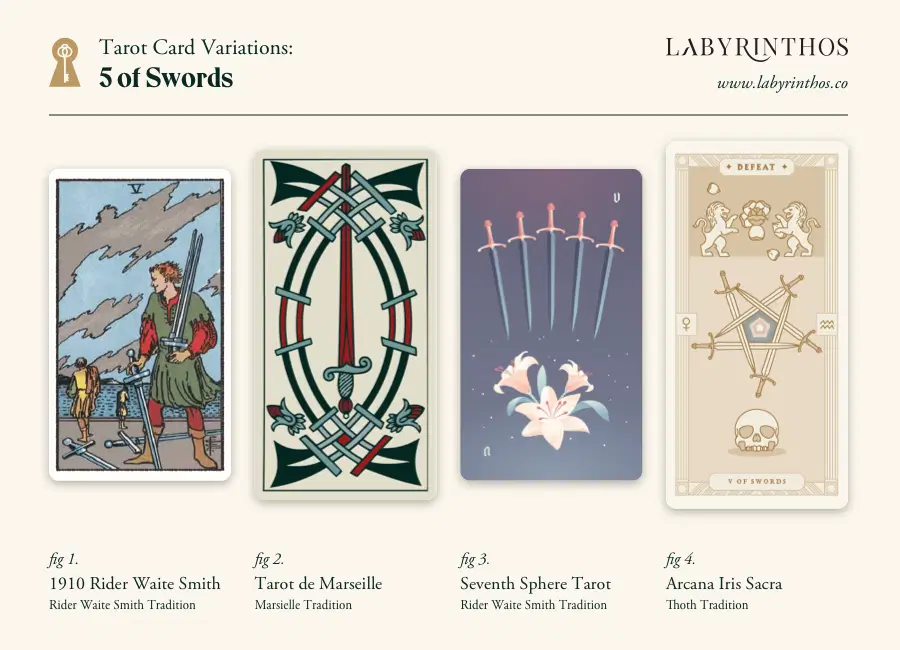 Tarot Card Variations:
5 of Swords
LABYRINTHOS
www.labyrinthos.co
V
V
V
DEFEAT
V OF SWORDS
fig 1.
1910 Rider Waite Smith
Rider Waite Smith Tradition
fig 2.
Tarot de Marseille
Marsielle Tradition
fig 3.
Seventh Sphere Tarot
Rider Waite Smith Tradition
fig 4.
Arcana Iris Sacra
Thoth Tradition